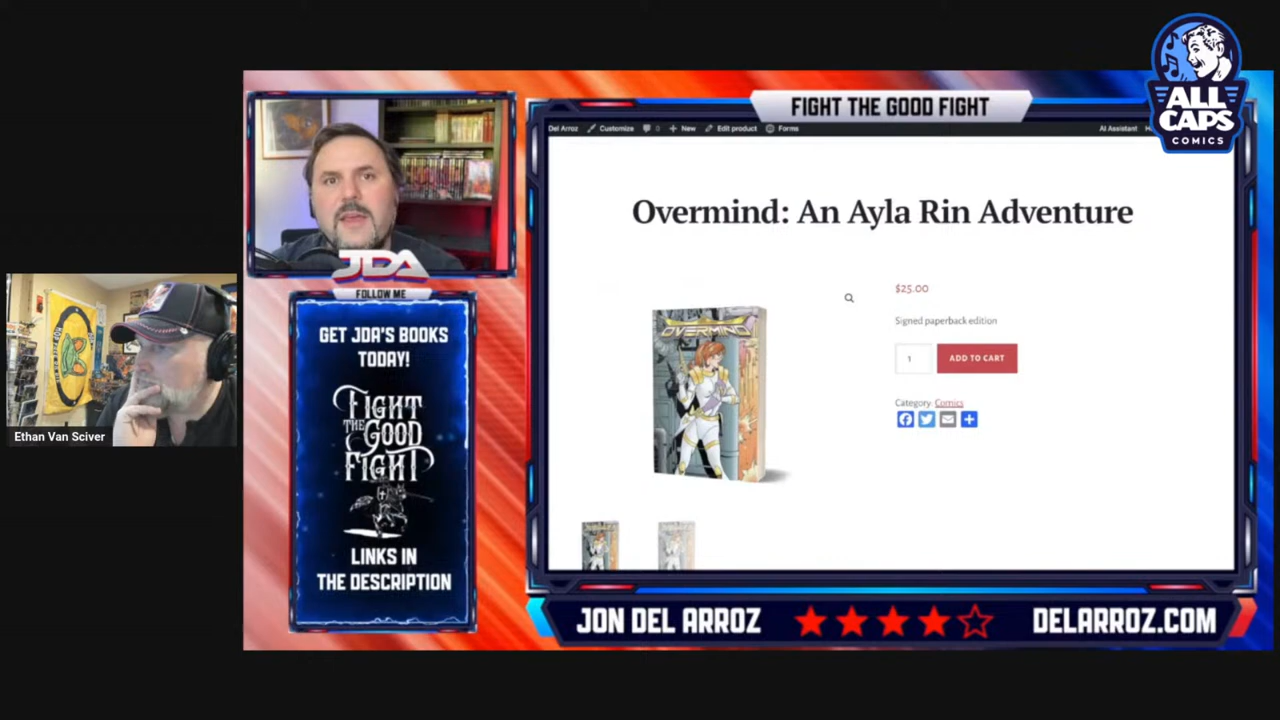 ALL
CAPS
COMICS
FIGHT THE GOOD FIGHT
Del Arroz Customize 0 New Edit product Forms AI Assistant
Overmind: An Ayla Rin Adventure
$25.00
Signed paperback edition
1 ADD TO CART
Category: Comics
OVERMIND
JDA
FOLLOW ME
GET JDA'S BOOKS
TODAY!
FIGHT
THE
GOOD
FIGHT
LINKS IN
THE DESCRIPTION
Ethan Van Sciver
JON DEL ARROZ DELARROZ.COM